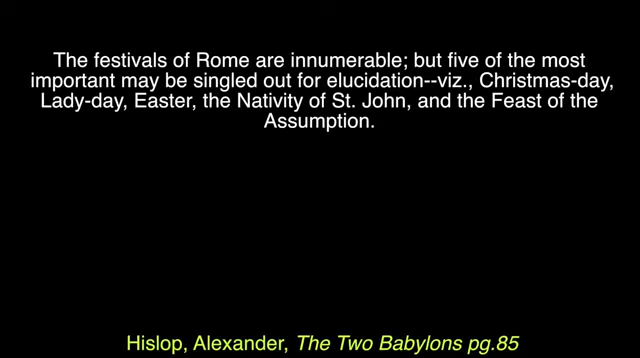 The festivals of Rome are innumerable; but five of the most
important may be singled out for elucidation--viz., Christmas-day,
Lady-day, Easter, the Nativity of St. John, and the Feast of the
Assumption.
Hislop, Alexander, The Two Babylons pg.85